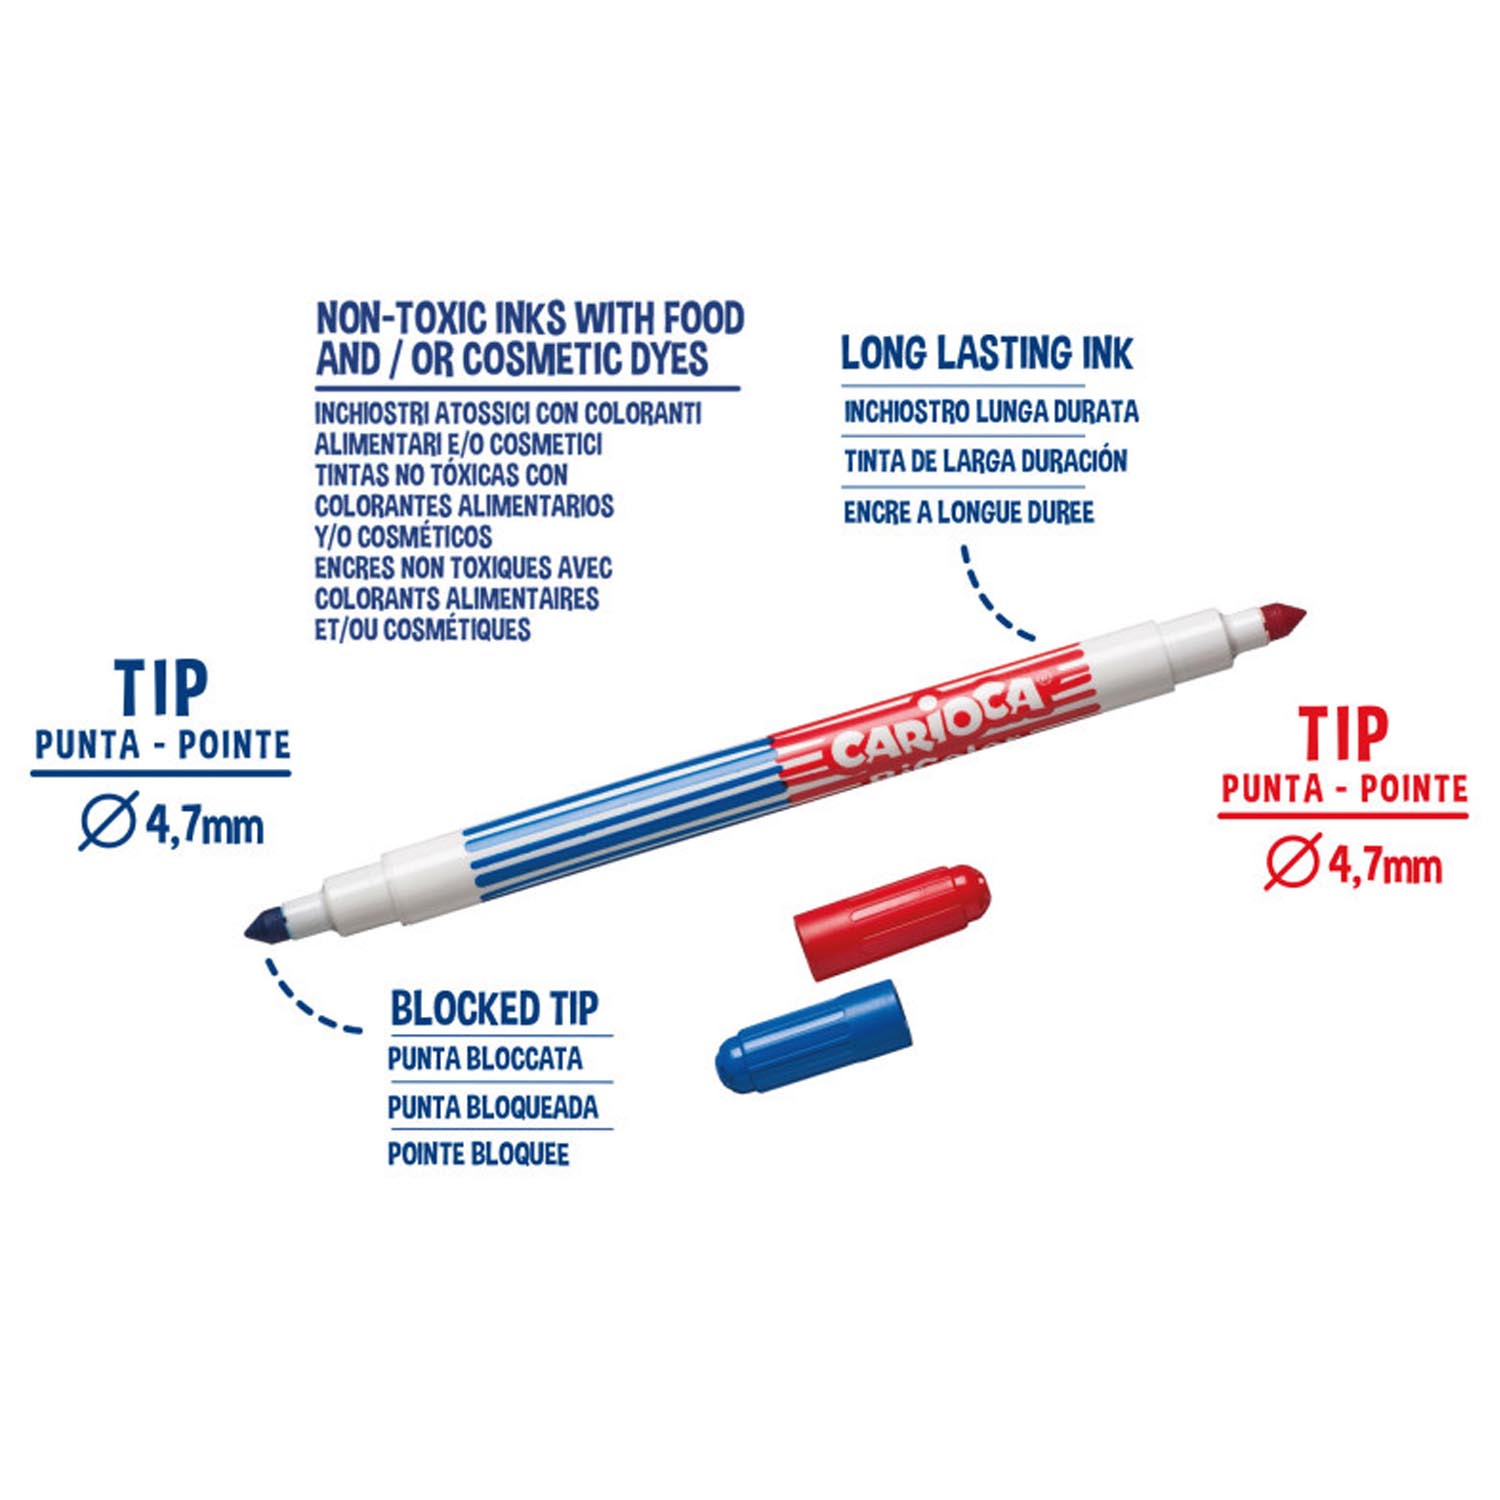 NON-TOXIC INKS WITH FOOD
AND / OR COSMETIC DYES
INCHIOSTRI ATOSSICI CON COLORANTI
ALIMENTARI E/O COSMETICI
TINTAS NO TÓXICAS CON
COLORANTES ALIMENTARIOS
Y/O COSMÉTICOS
ENCRES NON TOXIQUES AVEC
COLORANTS ALIMENTAIRES
ET/OU COSMÉTIQUES
LONG LASTING INK
INCHIOSTRO LUNGA DURATA
TINTA DE LARGA DURACIÓN
ENCRE A LONGUE DUREE
TIP
PUNTA - POINTE
Ø 4,7mm
CARIOCA®
TIP
PUNTA - POINTE
Ø 4,7mm
BLOCKED TIP
PUNTA BLOCCATA
PUNTA BLOQUEADA
POINTE BLOQUEE